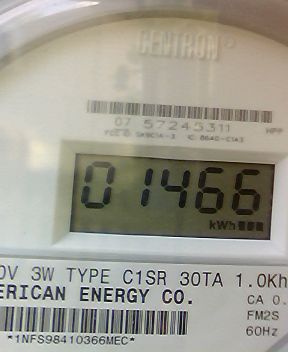 CENTRON®
07 57245311 HPP
01466
kWh
0V 3W TYPE C1SR 30TA 1.0Kh
ERICAN ENERGY CO. CA 0.
FM2S
60Hz
*1NFS98410366MEC*